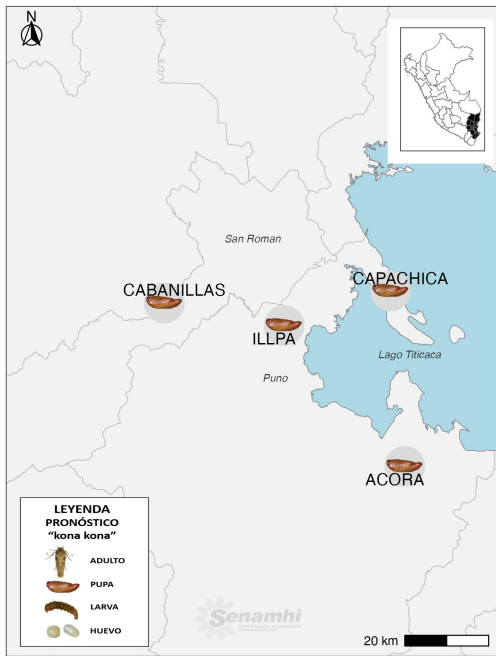 N
San Roman
CABANILLAS
CAPACHICA
ILLPA
Lago Titicaca
Puno
ACORA
LEYENDA
PRONÓSTICO
“kona kona”
ADULTO
PUPA
LARVA
HUEVO
Senamhi
20 km